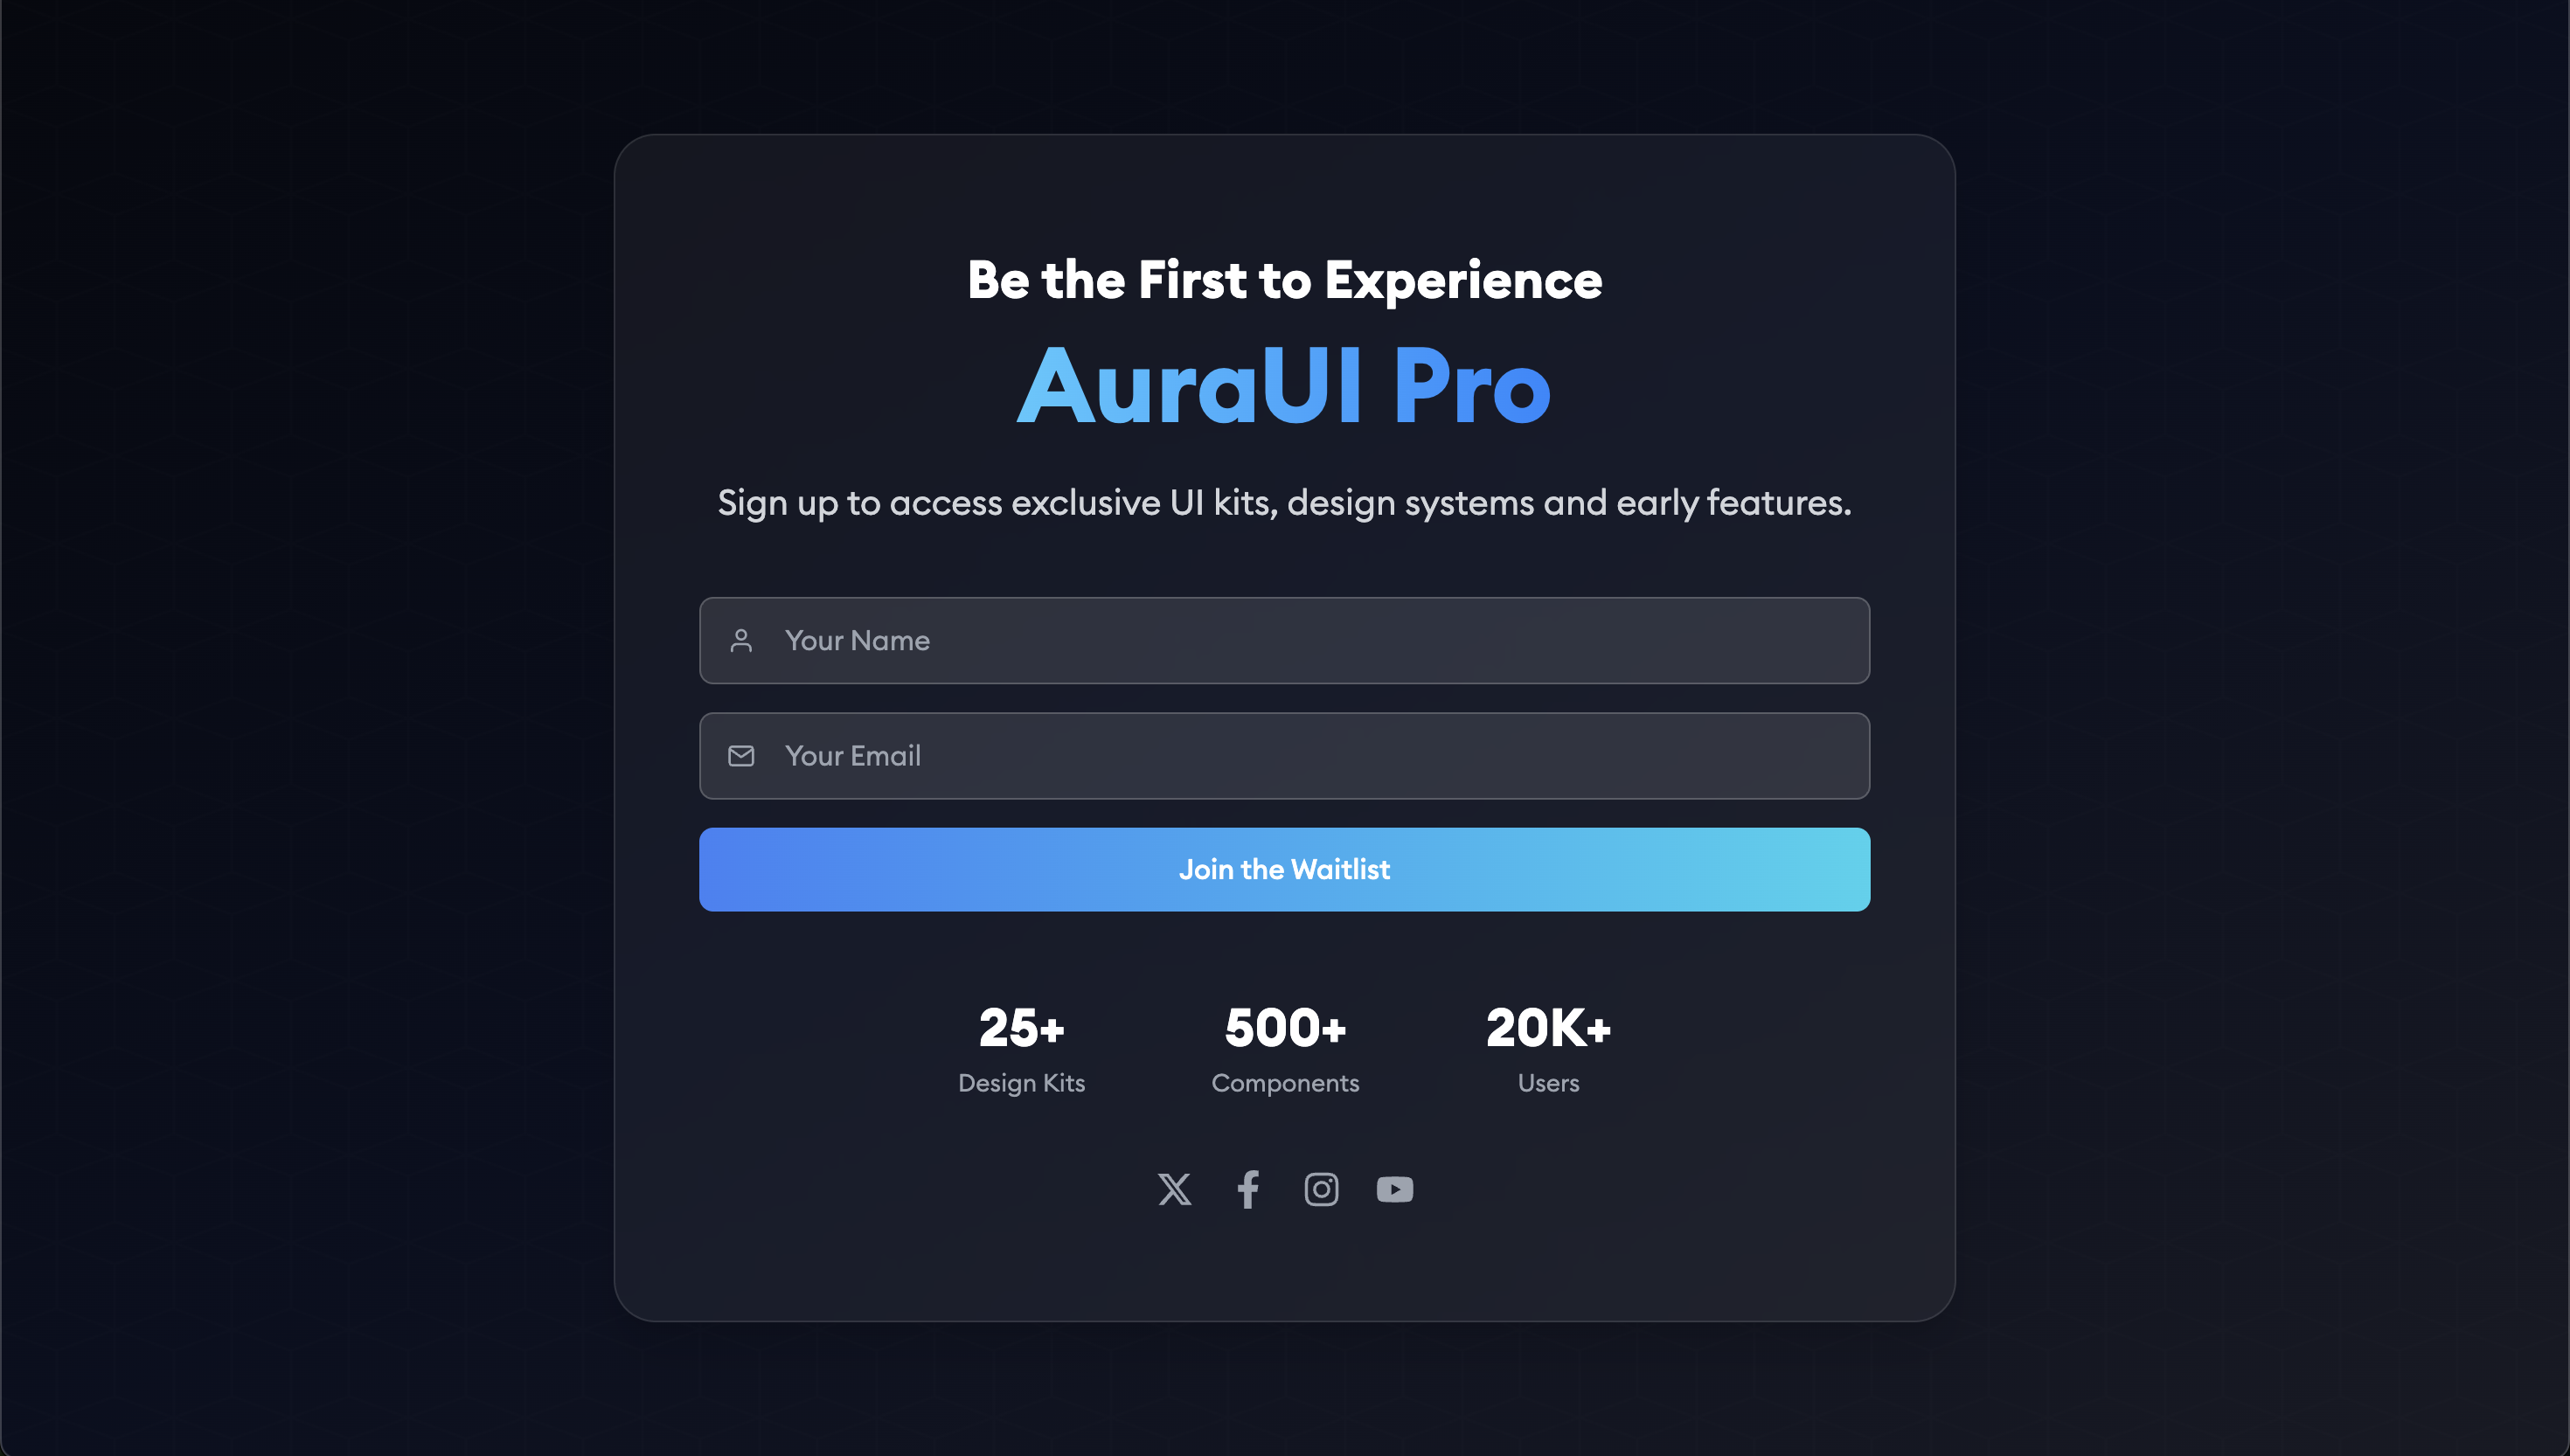 Be the First to Experience
AuraUI Pro
Sign up to access exclusive UI kits, design systems and early features.
Your Name
Your Email
Join the Waitlist
25+ 500+ 20K+
Design Kits Components Users